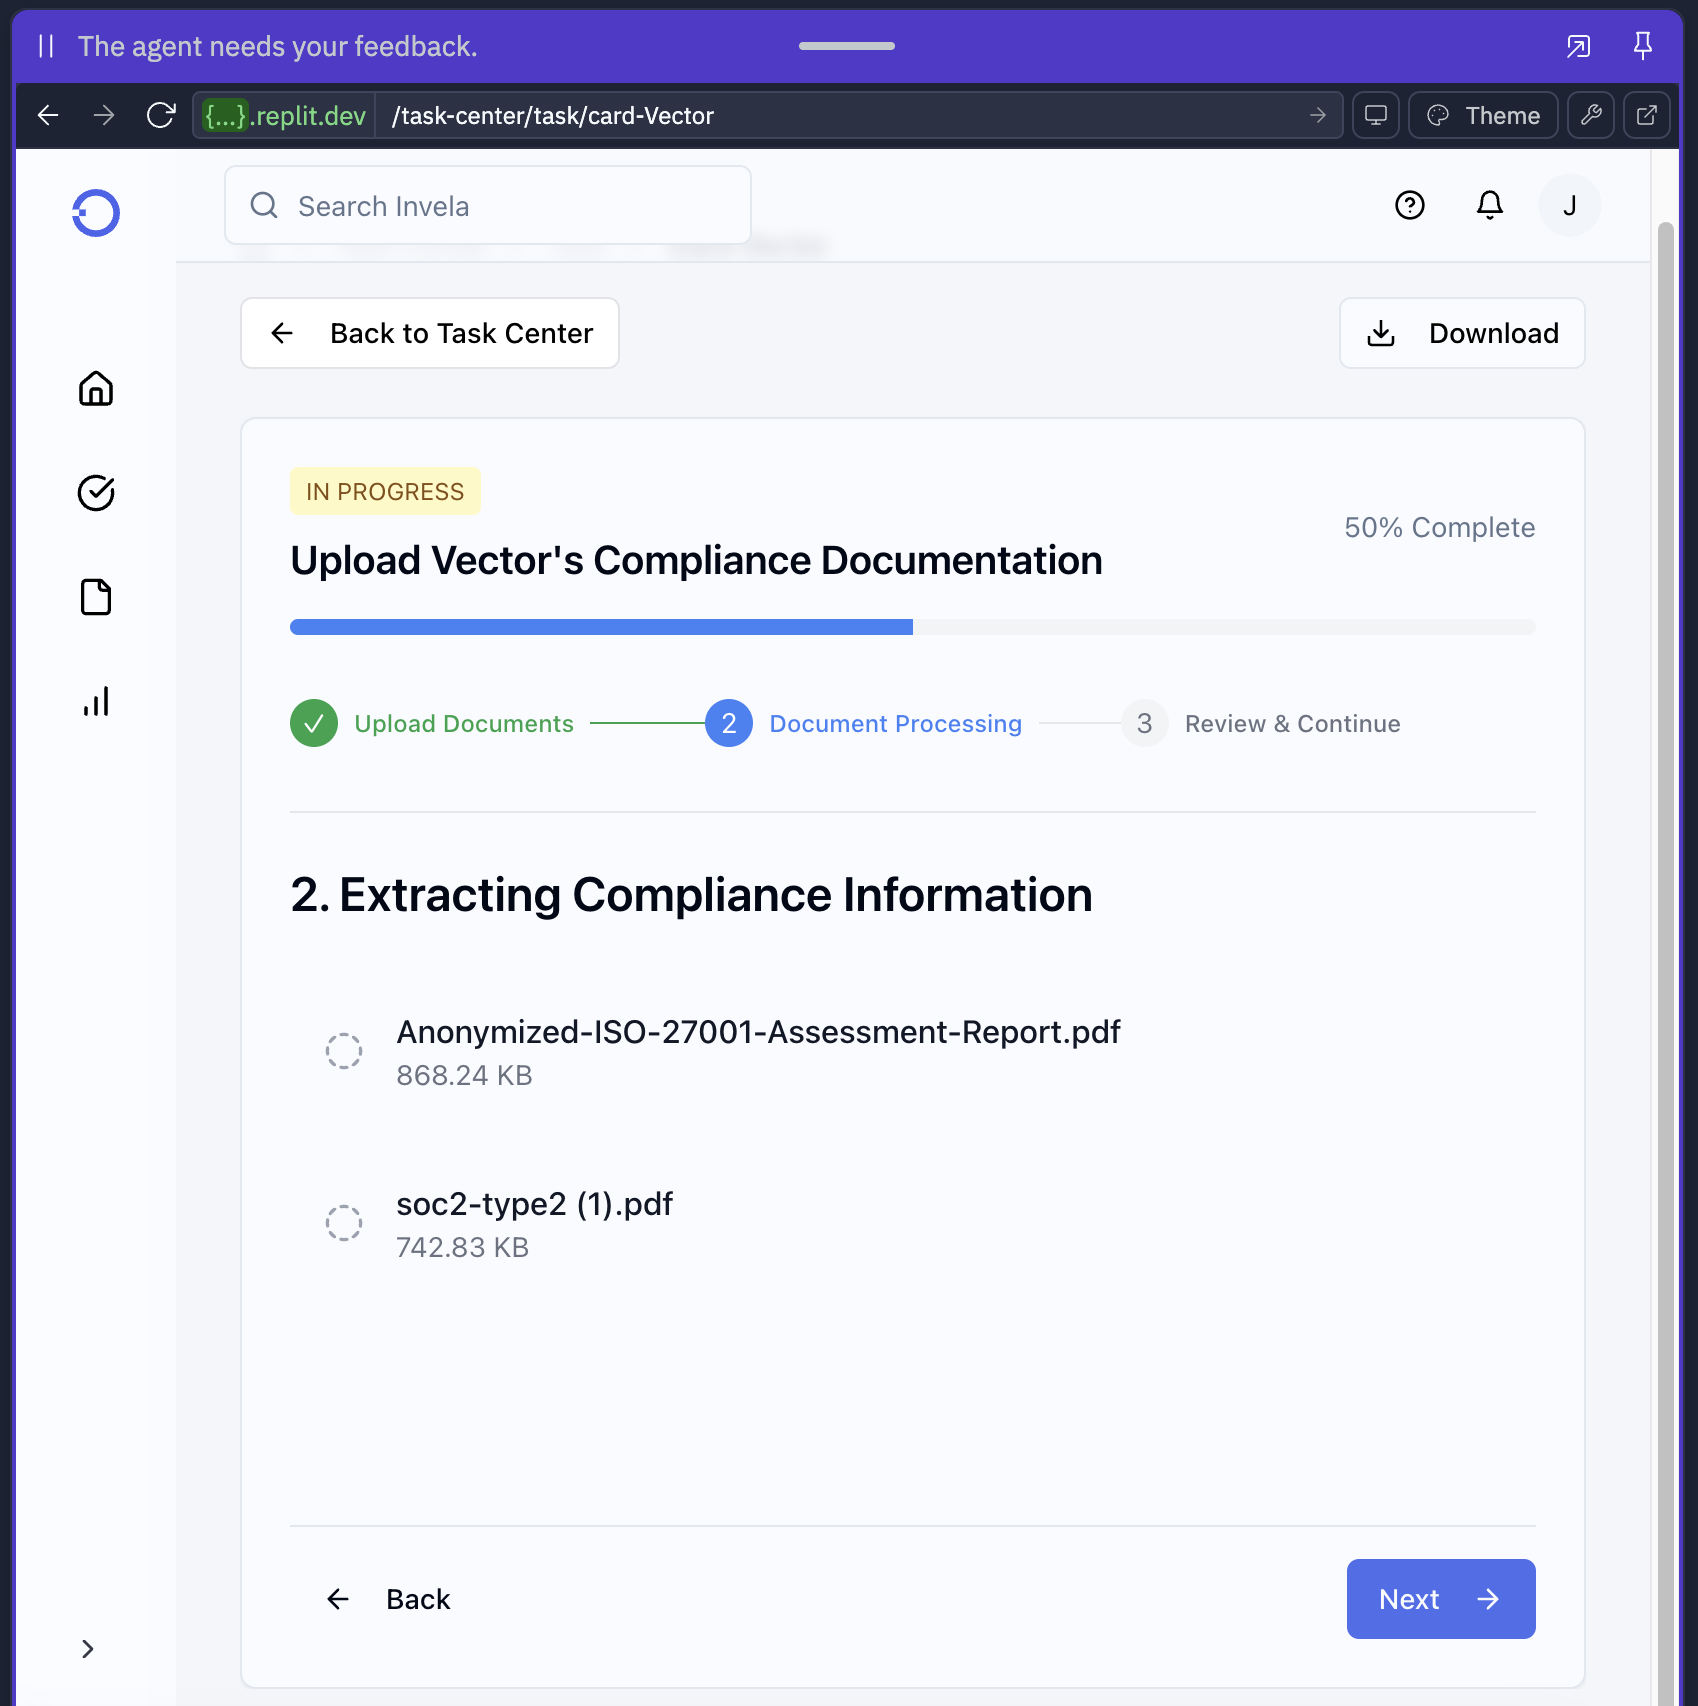 The agent needs your feedback.
{...}.replit.dev /task-center/task/card-Vector Theme
Search Invela
J
Back to Task Center
Download
IN PROGRESS
50% Complete
Upload Vector's Compliance Documentation
Upload Documents 2 Document Processing 3 Review & Continue
2. Extracting Compliance Information
Anonymized-ISO-27001-Assessment-Report.pdf
868.24 KB
soc2-type2 (1).pdf
742.83 KB
Back
Next